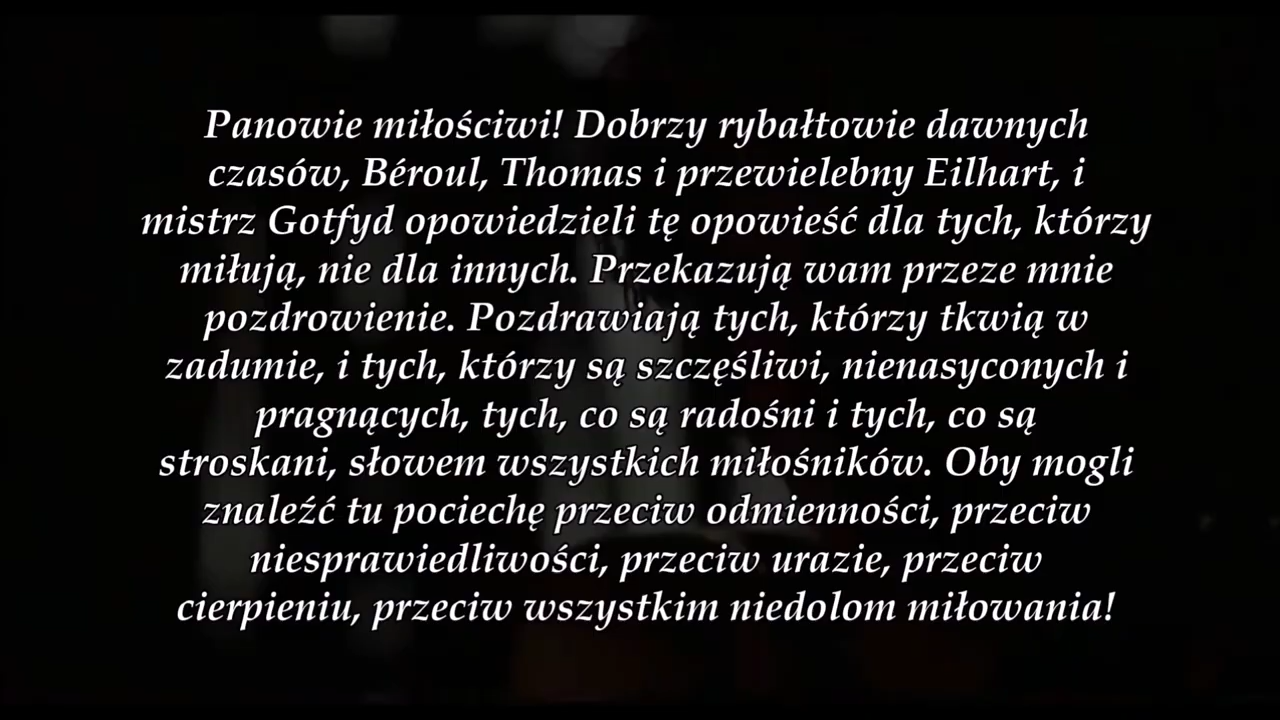 Panowie miłościwi! Dobrzy rybałtowie dawnych
czasów, Béroul, Thomas i przewielebny Eilhart, i
mistrz Gotfyd opowiedzieli tę opowieść dla tych, którzy
miłują, nie dla innych. Przekazują wam przeze mnie
pozdrowienie. Pozdrawiają tych, którzy tkwią w
zadumie, i tych, którzy są szczęśliwi, nienasyconych i
pragnących, tych, co są radośni i tych, co są
stroskani, słowem wszystkich miłośników. Oby mogli
znaleźć tu pociechę przeciw odmienności, przeciw
niesprawiedliwości, przeciw urazie, przeciw
cierpieniu, przeciw wszystkim niedolom miłowania!